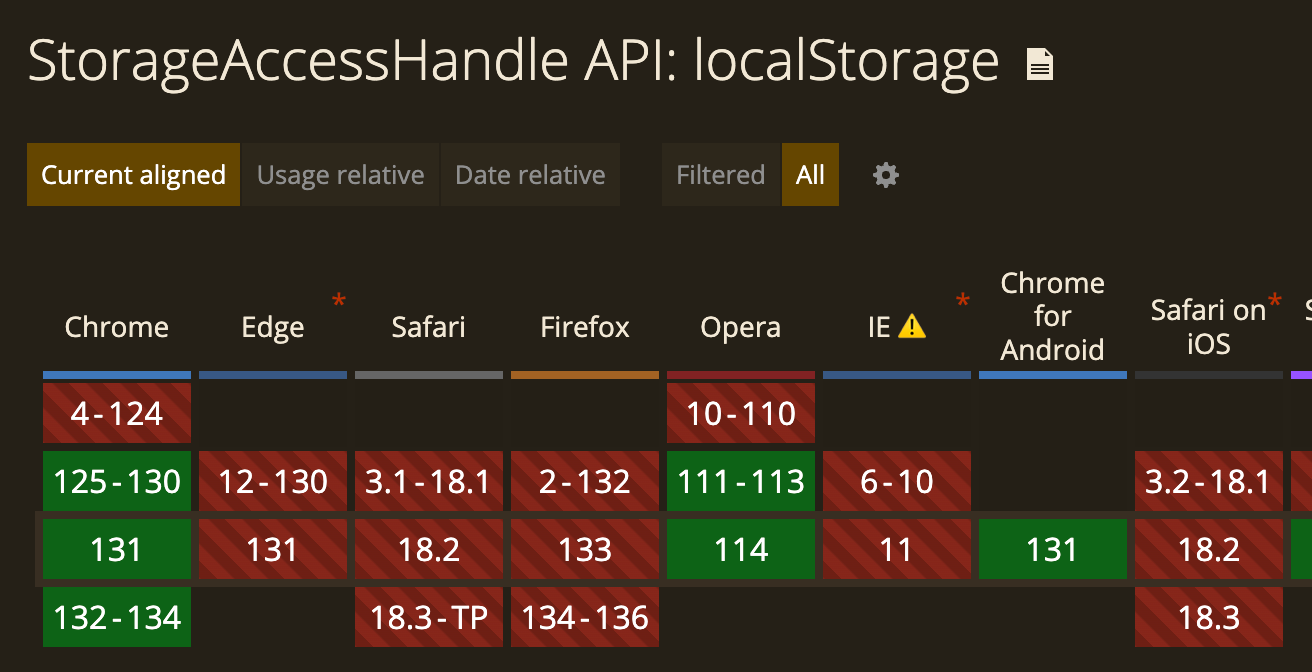 StorageAccessHandle API: localStorage
Current aligned Usage relative Date relative Filtered All
Chrome Edge * Safari Firefox Opera IE * Chrome for Android Safari on iOS * S
4-124 10-110
125-130 12-130 3.1-18.1 2-132 111-113 6-10 3.2-18.1
131 131 18.2 133 114 11 131 18.2
132-134 18.3-TP 134-136 18.3